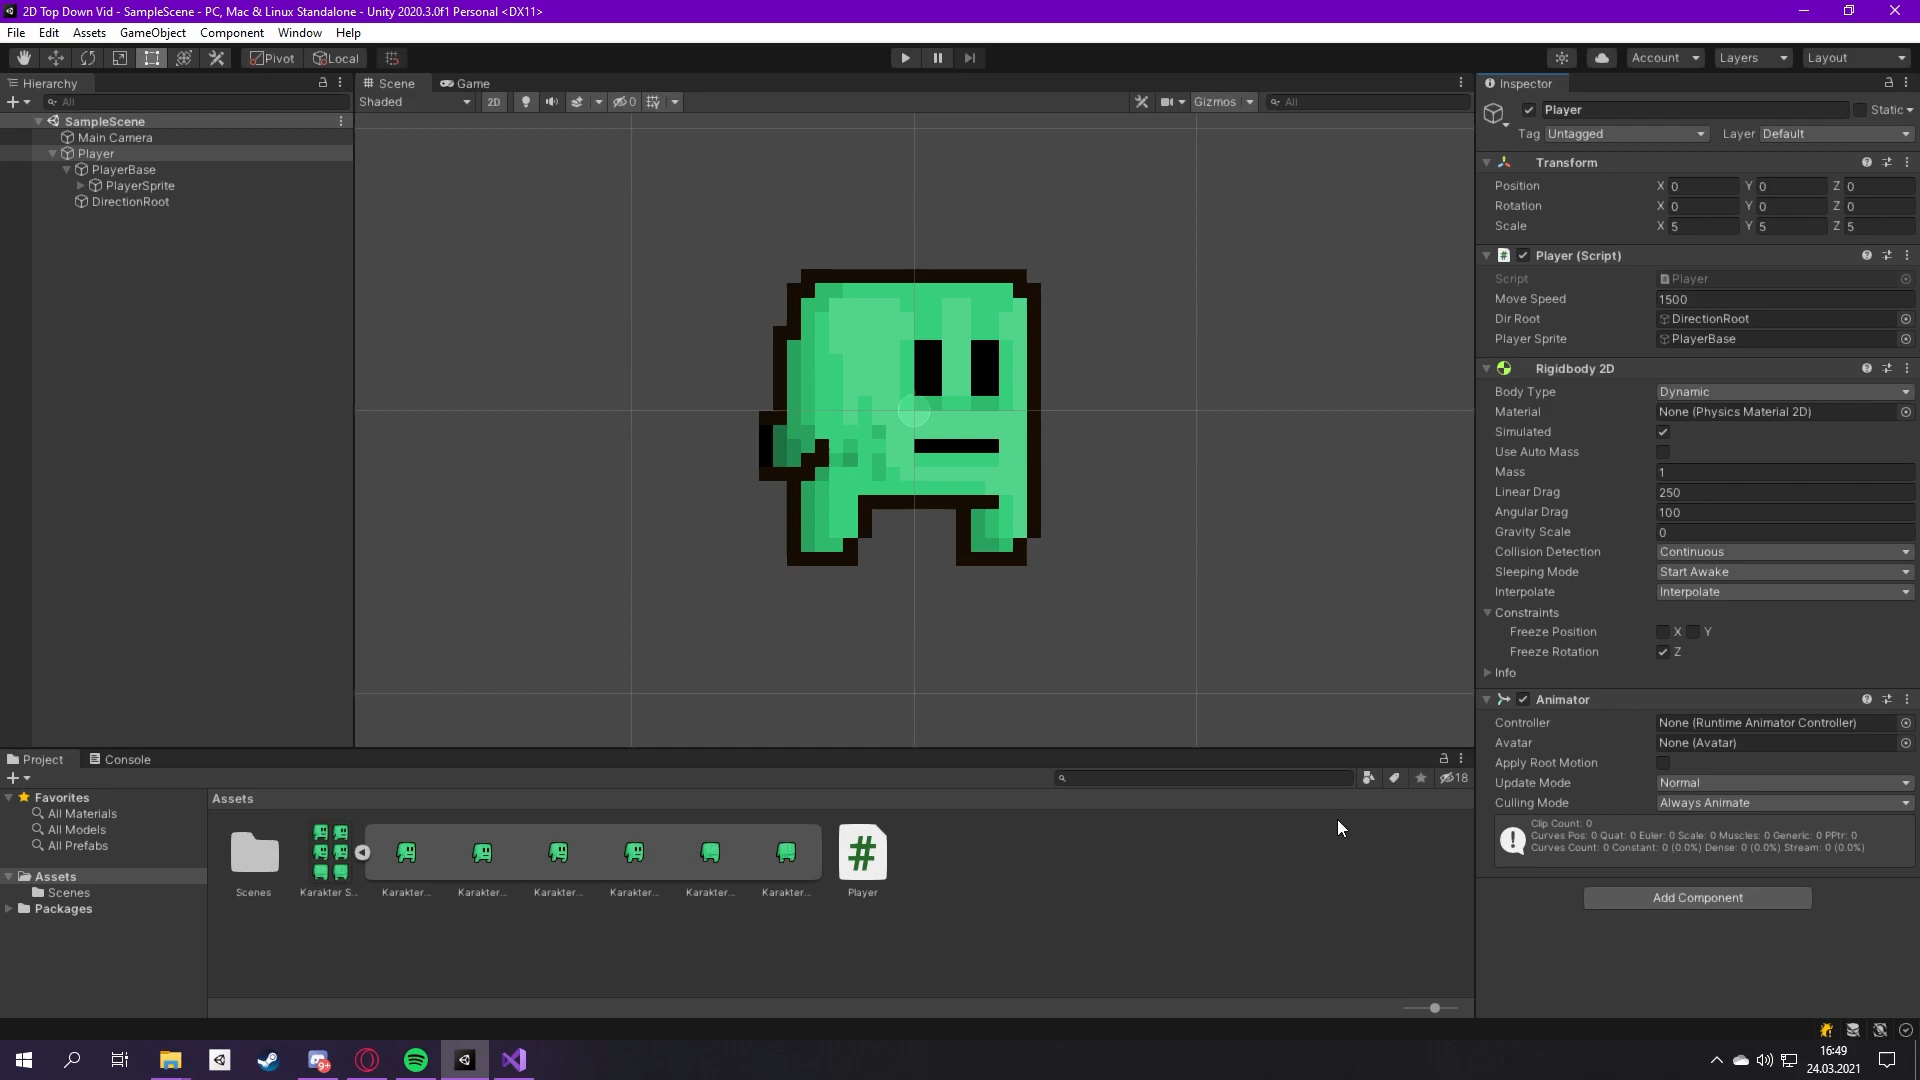 2D Top Down Vid - SampleScene - PC, Mac & Linux Standalone - Unity 2020.3.0f1 Personal <DX11>
File Edit Assets GameObject Component Window Help
Pivot Local Account Layers Layout
Hierarchy
All
SampleScene
Main Camera
Player
PlayerBase
PlayerSprite
DirectionRoot
Scene Game
Shaded 2D 0 Gizmos All
Inspector
Player Static
Tag Untagged Layer Default
Transform
Position X 0 Y 0 Z 0
Rotation X 0 Y 0 Z 0
Scale X 5 Y 5 Z 5
# Player (Script)
Script Player
Move Speed 1500
Dir Root DirectionRoot
Player Sprite PlayerBase
Rigidbody 2D
Body Type Dynamic
Material None (Physics Material 2D)
Simulated
Use Auto Mass
Mass 1
Linear Drag 250
Angular Drag 100
Gravity Scale 0
Collision Detection Continuous
Sleeping Mode Start Awake
Interpolate Interpolate
Constraints
Freeze Position X Y
Freeze Rotation Z
Info
Animator
Controller None (Runtime Animator Controller)
Avatar None (Avatar)
Apply Root Motion
Update Mode Normal
Culling Mode Always Animate
Clip Count: 0
Curves Pos: 0 Quat: 0 Euler: 0 Scale: 0 Muscles: 0 Generic: 0 PPtr: 0
Curves Count: 0 Constant: 0 (0.0%) Dense: 0 (0.0%) Stream: 0 (0.0%)
Add Component
Project Console
18
Favorites
All Materials
All Models
All Prefabs
Assets
Scenes
Packages
Assets
#
Scenes Karakter S... Karakter... Karakter... Karakter... Karakter... Karakter... Karakter... Player
9+
16:49
24.03.2021